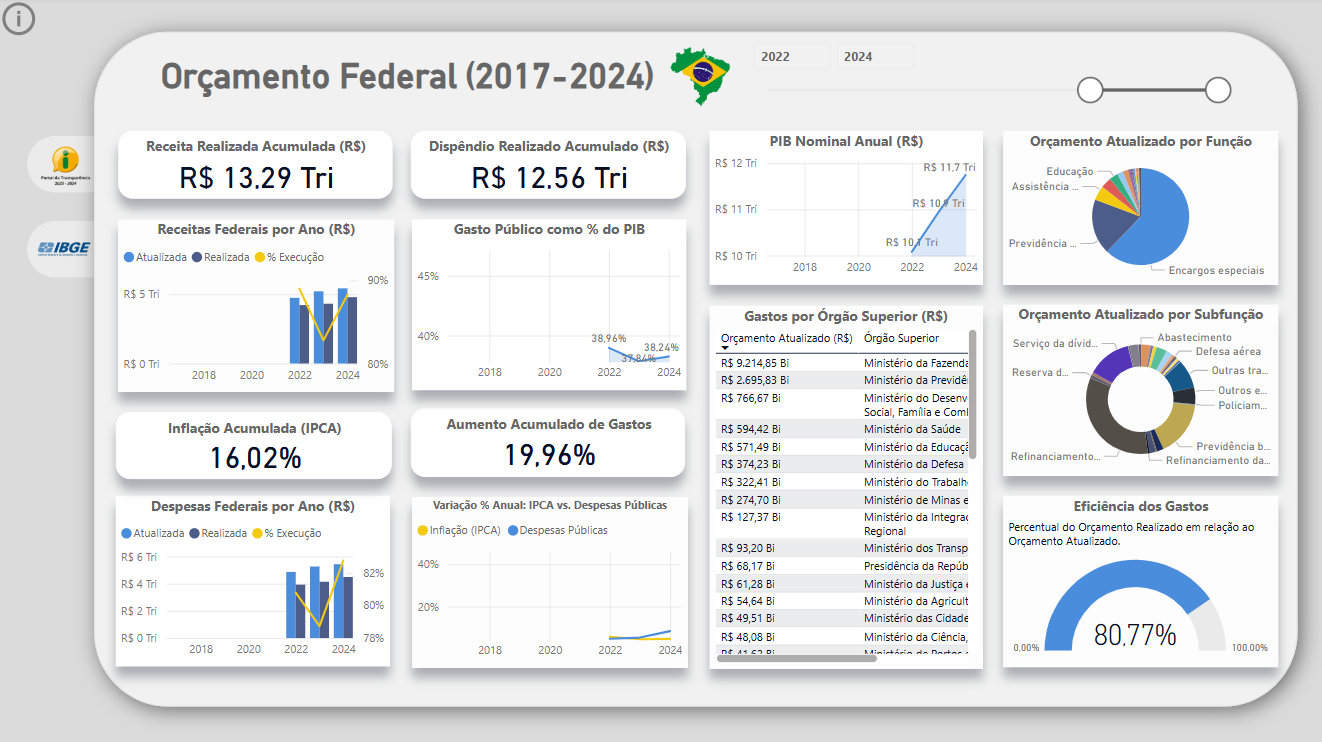 Orçamento Federal (2017-2024)
2022
2024
Portal da Transparência
IBGE
Receita Realizada Acumulada (R$)
R$ 13,29 Tri
Dispêndio Realizado Acumulado (R$)
R$ 12,56 Tri
Receitas Federais por Ano (R$)
Atualizada Realizada % Execução
90%
R$ 5 Tri
R$ 0 Tri
80%
2018 2020 2022 2024
Gasto Público como % do PIB
45%
40%
38,96%
37,84%
38,24%
2018 2020 2022 2024
PIB Nominal Anual (R$)
R$ 12 Tri
R$ 11,7 Tri
R$ 11 Tri
R$ 10,9 Tri
R$ 10,1 Tri
R$ 10 Tri
2018 2020 2022 2024
Orçamento Atualizado por Função
Educação
Assistência ...
Previdência ...
Encargos especiais
Inflação Acumulada (IPCA)
16,02%
Aumento Acumulado de Gastos
19,96%
Despesas Federais por Ano (R$)
Atualizada Realizada % Execução
R$ 6 Tri
R$ 4 Tri
R$ 2 Tri
R$ 0 Tri
82%
80%
78%
2018 2020 2022 2024
Variação % Anual: IPCA vs. Despesas Públicas
Inflação (IPCA) Despesas Públicas
40%
20%
2018 2020 2022 2024
Gastos por Órgão Superior (R$)
Orçamento Atualizado (R$) Órgão Superior
R$ 9.214,85 Bi Ministério da Fazenda
R$ 2.695,83 Bi Ministério da Previdê
R$ 766,67 Bi Ministério do Desenv
Social, Família e Com
R$ 594,42 Bi Ministério da Saúde
R$ 571,49 Bi Ministério da Educaç
R$ 374,23 Bi Ministério da Defesa
R$ 322,41 Bi Ministério do Trabalh
R$ 274,70 Bi Ministério de Minas e
R$ 127,37 Bi Ministério da Integraç
Regional
R$ 93,20 Bi Ministério dos Transp
R$ 68,17 Bi Presidência da Repúb
R$ 61,28 Bi Ministério da Justiça e
R$ 54,64 Bi Ministério da Agricult
R$ 49,51 Bi Ministério das Cidade
R$ 48,08 Bi Ministério da Ciência,
R$ 41,62 Bi Ministério de Portos e
Orçamento Atualizado por Subfunção
Serviço da dívid...
Abastecimento
Defesa aérea
Reserva d...
Outras tra...
Outros e...
Policiam...
Previdência b...
Refinanciamento...
Refinanciamento da...
Eficiência dos Gastos
Percentual do Orçamento Realizado em relação ao
Orçamento Atualizado.
80,77%
0,00%
100,00%